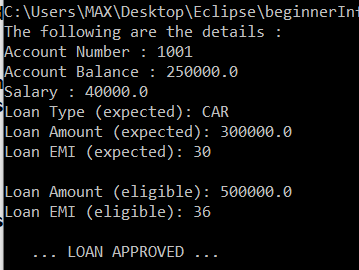 C:\Users\MAX\Desktop\Eclipse\beginnerIn
The following are the details :
Account Number : 1001
Account Balance : 250000.0
Salary : 40000.0
Loan Type (expected): CAR
Loan Amount (expected): 300000.0
Loan EMI (expected): 30
Loan Amount (eligible): 500000.0
Loan EMI (eligible): 36
... LOAN APPROVED ...